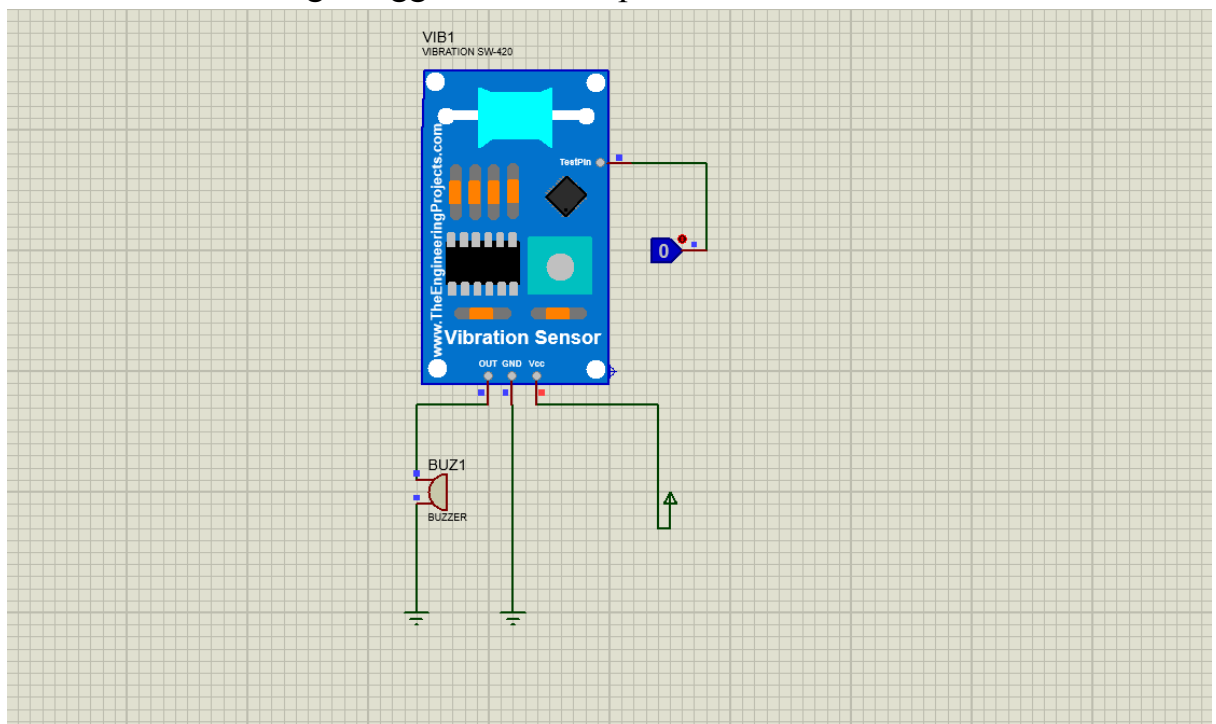 VIB1
VIBRATION SW-420
www.TheEngineeringProjects.com
TestPin
0
Vibration Sensor
OUT GND Vcc
BUZ1
BUZZER